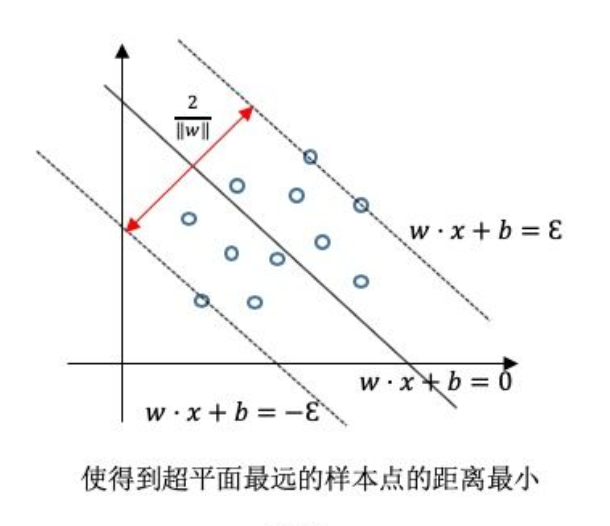 2
‖w‖
w · x + b = Ɛ
w · x + b = 0
w · x + b = −Ɛ
使得到超平面最远的样本点的距离最小